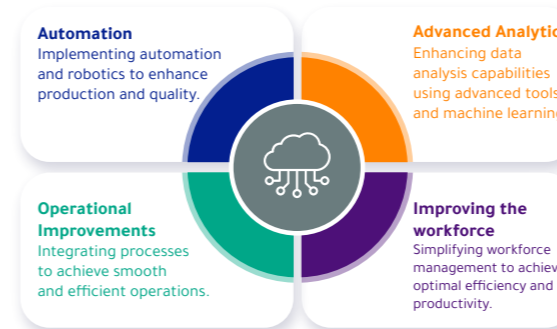 Automation
Implementing automation
and robotics to enhance
production and quality.
Advanced Analytic
Enhancing data
analysis capabilities
using advanced tools
and machine learning
Operational
Improvements
Integrating processes
to achieve smooth
and efficient operations.
Improving the
workforce
Simplifying workforce
management to achiev
optimal efficiency and
productivity.